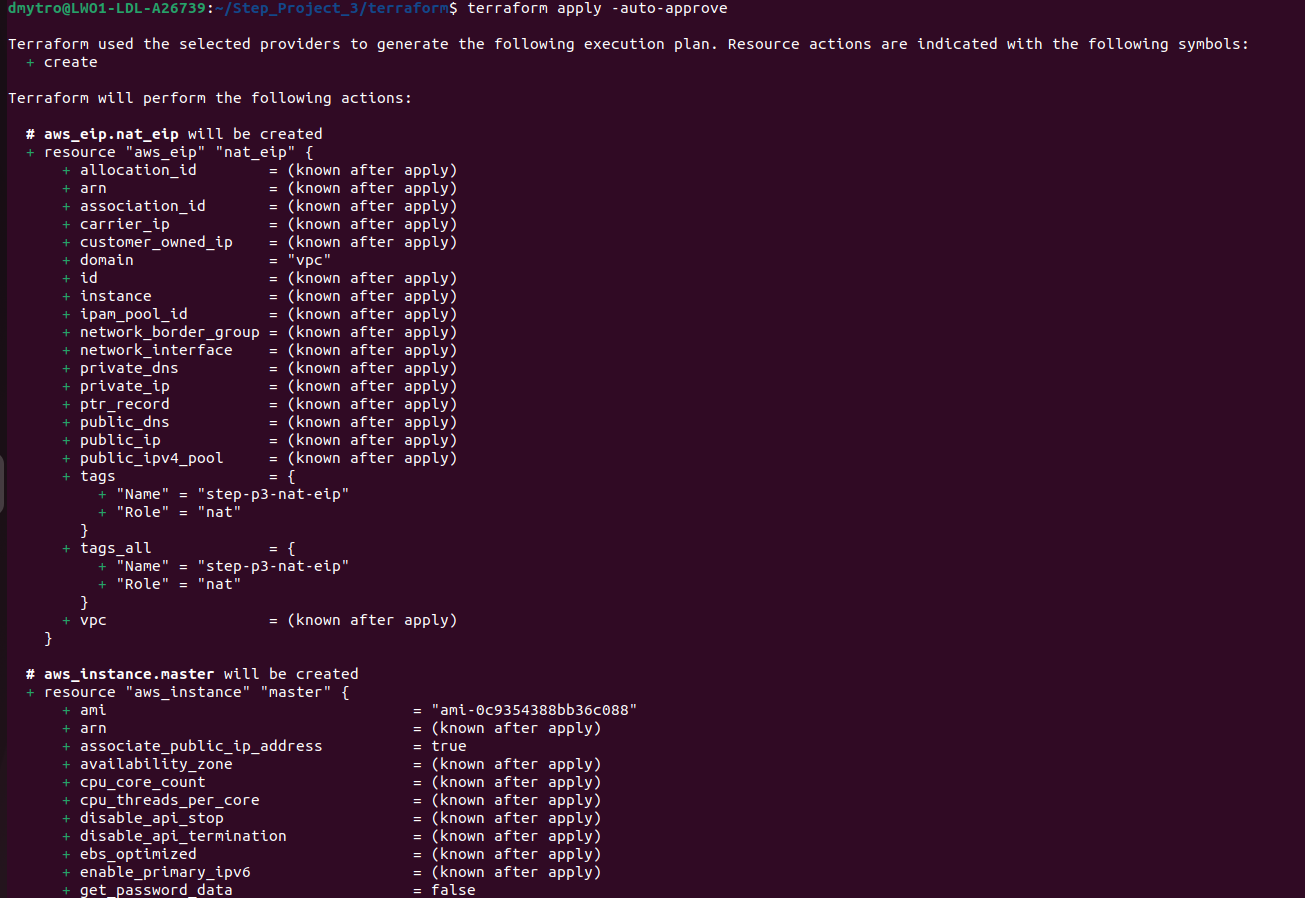 dmytro@LWO1-LDL-A26739:~/Step_Project_3/terraform$ terraform apply -auto-approve
Terraform used the selected providers to generate the following execution plan. Resource actions are indicated with the following symbols:
+ create
Terraform will perform the following actions:
# aws_eip.nat_eip will be created
+ resource "aws_eip" "nat_eip" {
+ allocation_id = (known after apply)
+ arn = (known after apply)
+ association_id = (known after apply)
+ carrier_ip = (known after apply)
+ customer_owned_ip = (known after apply)
+ domain = "vpc"
+ id = (known after apply)
+ instance = (known after apply)
+ ipam_pool_id = (known after apply)
+ network_border_group = (known after apply)
+ network_interface = (known after apply)
+ private_dns = (known after apply)
+ private_ip = (known after apply)
+ ptr_record = (known after apply)
+ public_dns = (known after apply)
+ public_ip = (known after apply)
+ public_ipv4_pool = (known after apply)
+ tags = {
+ "Name" = "step-p3-nat-eip"
+ "Role" = "nat"
}
+ tags_all = {
+ "Name" = "step-p3-nat-eip"
+ "Role" = "nat"
}
+ vpc = (known after apply)
}
# aws_instance.master will be created
+ resource "aws_instance" "master" {
+ ami = "ami-0c9354388bb36c088"
+ arn = (known after apply)
+ associate_public_ip_address = true
+ availability_zone = (known after apply)
+ cpu_core_count = (known after apply)
+ cpu_threads_per_core = (known after apply)
+ disable_api_stop = (known after apply)
+ disable_api_termination = (known after apply)
+ ebs_optimized = (known after apply)
+ enable_primary_ipv6 = (known after apply)
+ get_password_data = false